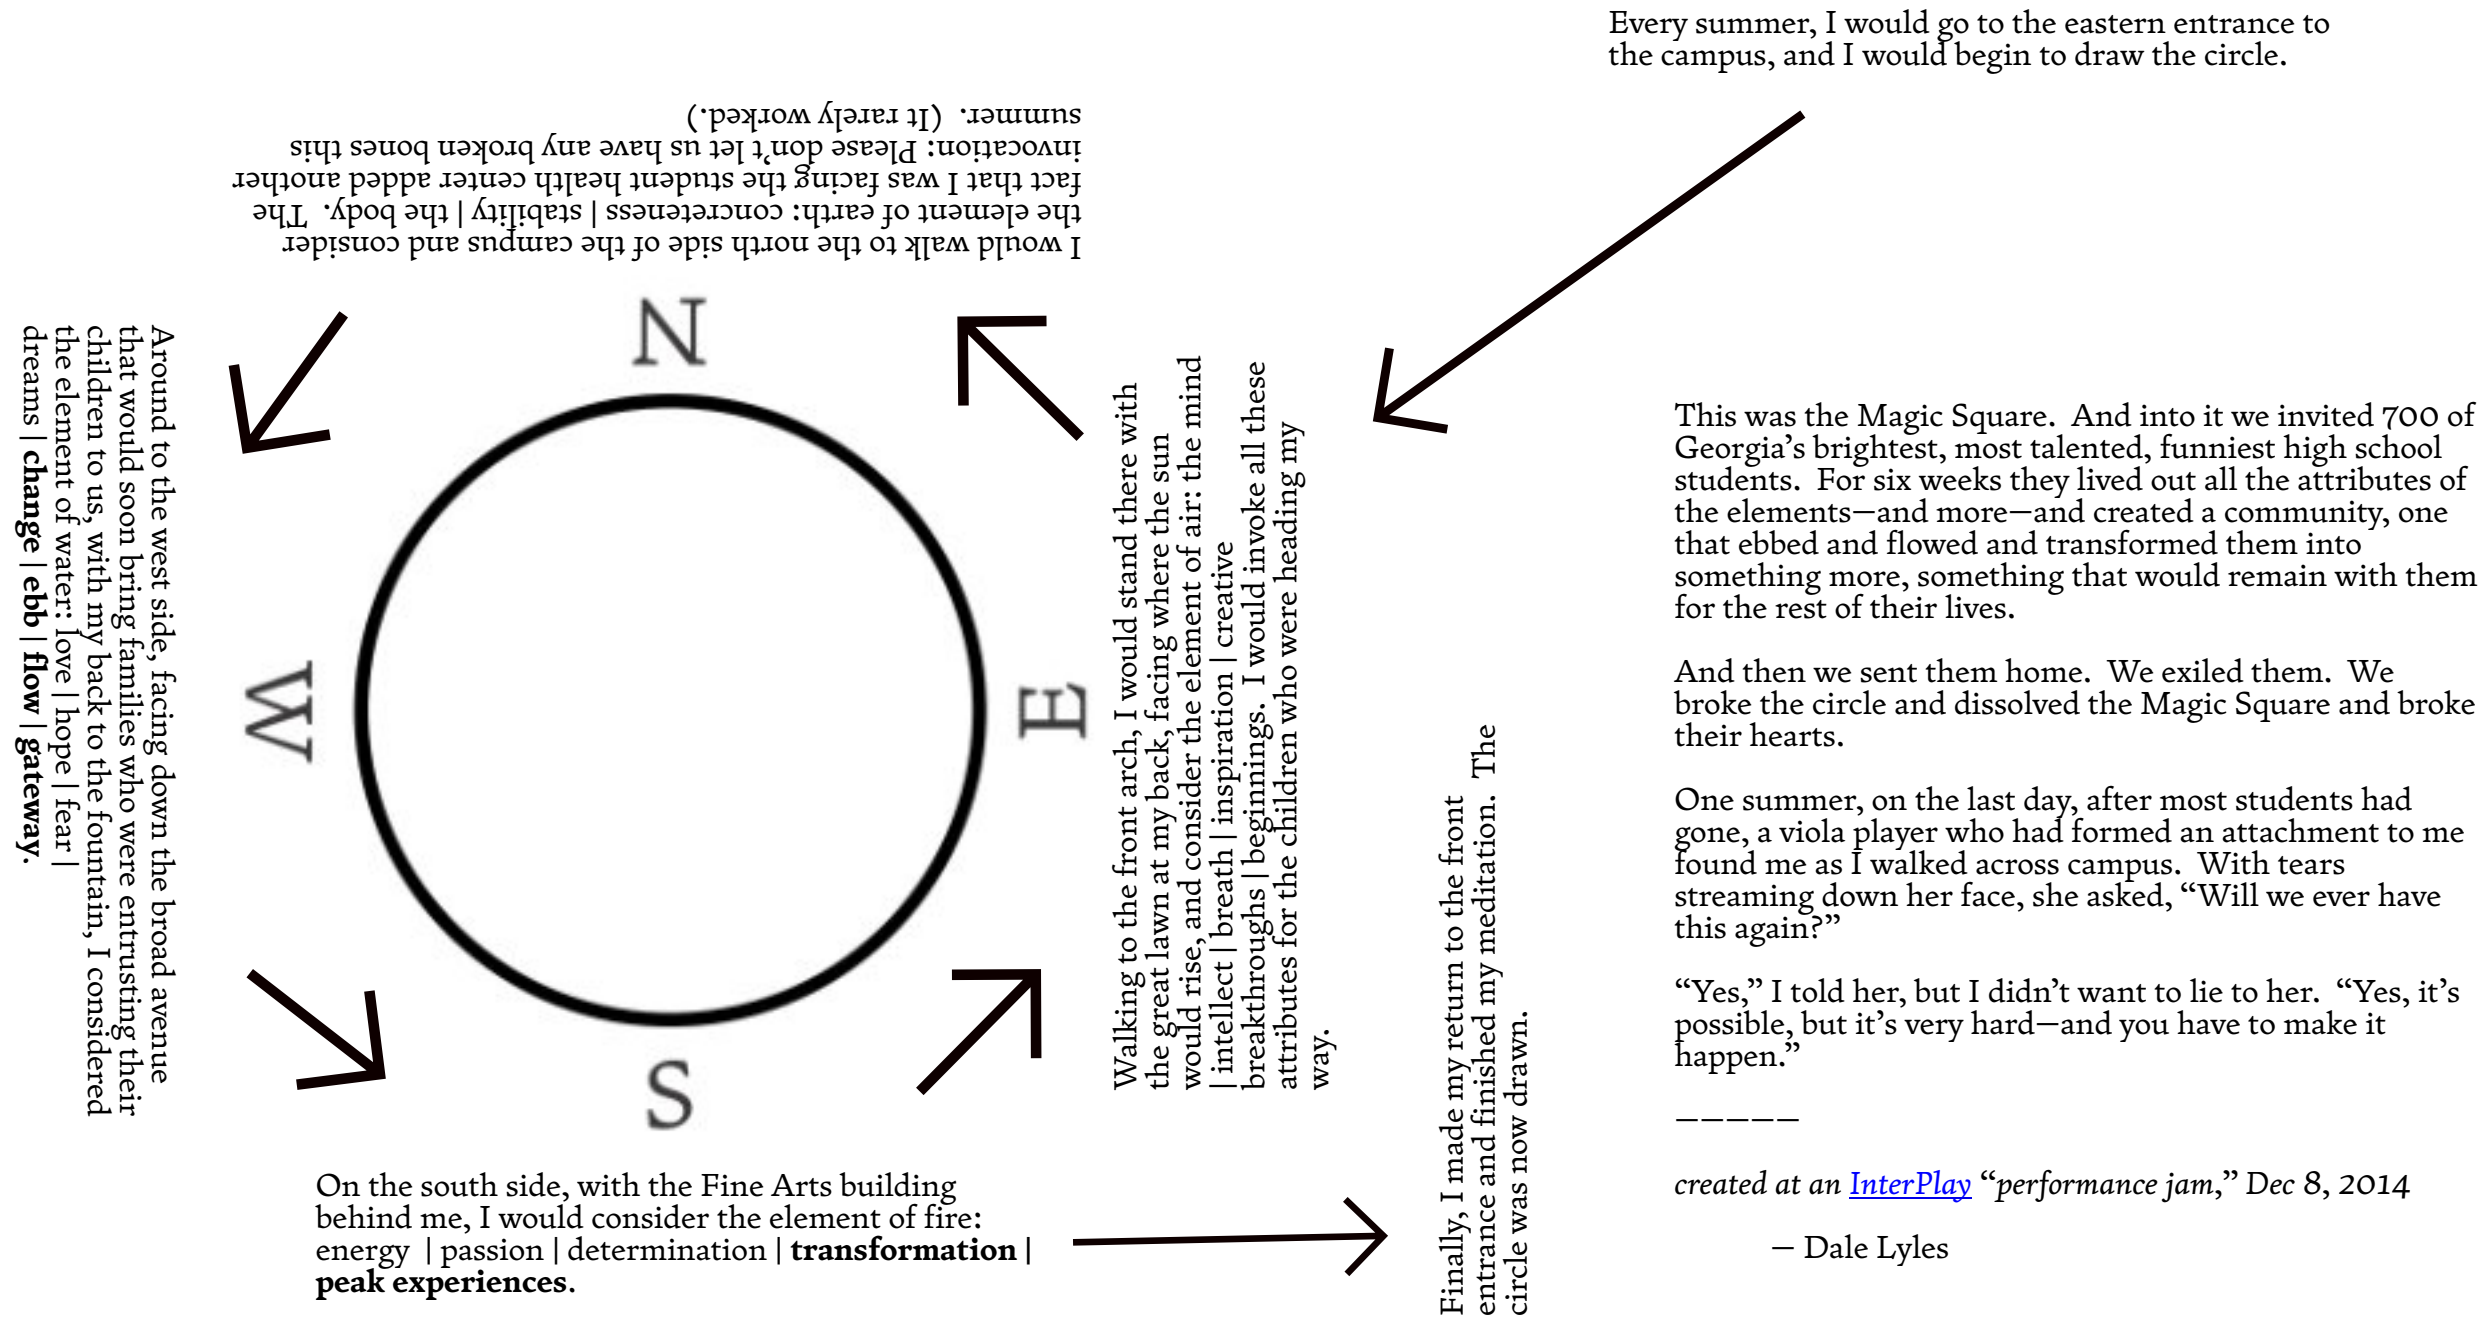 Every summer, I would go to the eastern entrance to
the campus, and I would begin to draw the circle.
Walking to the front arch, I would stand there with
the great lawn at my back, facing where the sun
would rise, and consider the element of air: the mind
| intellect | breath | inspiration | creative
breakthroughs | beginnings.  I would invoke all these
attributes for the children who were heading my
way.
E
I would walk to the north side of the campus and consider
the element of earth: concreteness | stability | the body.  The
fact that I was facing the student health center added another
invocation: Please don’t let us have any broken bones this
summer.  (It rarely worked.)
N
Around to the west side, facing down the broad avenue
that would soon bring families who were entrusting their
children to us, with my back to the fountain, I considered
the element of water: love | hope | fear |
dreams | change | ebb | flow | gateway.
W
S
On the south side, with the Fine Arts building
behind me, I would consider the element of fire:
energy  | passion | determination | transformation |
peak experiences.
Finally, I made my return to the front
entrance and finished my meditation.  The
circle was now drawn.
This was the Magic Square.  And into it we invited 700 of
Georgia’s brightest, most talented, funniest high school
students.  For six weeks they lived out all the attributes of
the elements—and more—and created a community, one
that ebbed and flowed and transformed them into
something more, something that would remain with them
for the rest of their lives.
And then we sent them home.  We exiled them.  We
broke the circle and dissolved the Magic Square and broke
their hearts.
One summer, on the last day, after most students had
gone, a viola player who had formed an attachment to me
found me as I walked across campus.  With tears
streaming down her face, she asked, “Will we ever have
this again?”
“Yes,” I told her, but I didn’t want to lie to her.  “Yes, it’s
possible, but it’s very hard—and you have to make it
happen.”
—————
created at an InterPlay “performance jam,” Dec 8, 2014
— Dale Lyles